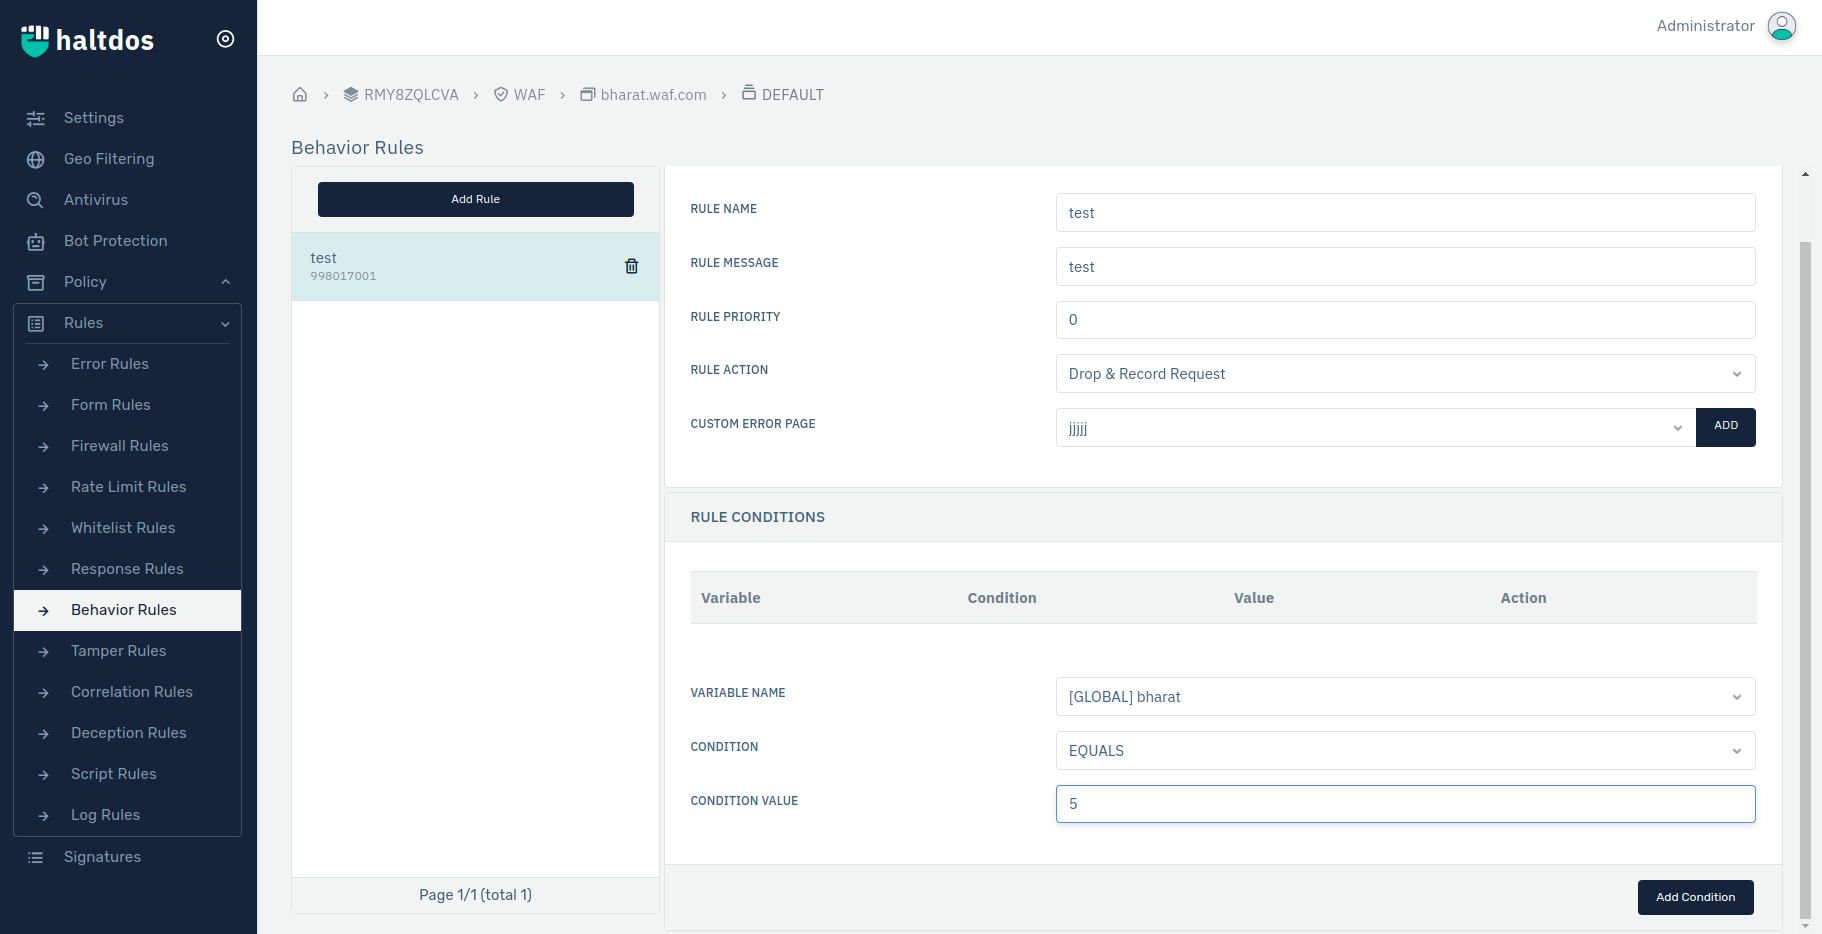 haltdos
Administrator
Settings
Geo Filtering
Antivirus
Bot Protection
Policy
Rules
Error Rules
Form Rules
Firewall Rules
Rate Limit Rules
Whitelist Rules
Response Rules
Behavior Rules
Tamper Rules
Correlation Rules
Deception Rules
Script Rules
Log Rules
Signatures
RMY8ZQLCVA > WAF > bharat.waf.com > DEFAULT
Behavior Rules
Add Rule
test
998017001
Page 1/1 (total 1)
RULE NAME test
RULE MESSAGE test
RULE PRIORITY 0
RULE ACTION Drop & Record Request
CUSTOM ERROR PAGE jjjjj ADD
RULE CONDITIONS
Variable Condition Value Action
VARIABLE NAME [GLOBAL] bharat
CONDITION EQUALS
CONDITION VALUE 5
Add Condition